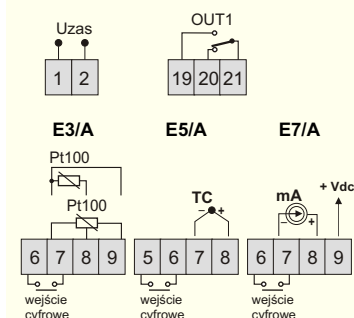 Uzas OUT1
1 2 19 20 21
E3/A E5/A E7/A
Pt100
Pt100 TC mA + Vdc
– + – +
6 7 8 9 5 6 7 8 6 7 8 9
wejście wejście wejście
cyfrowe cyfrowe cyfrowe